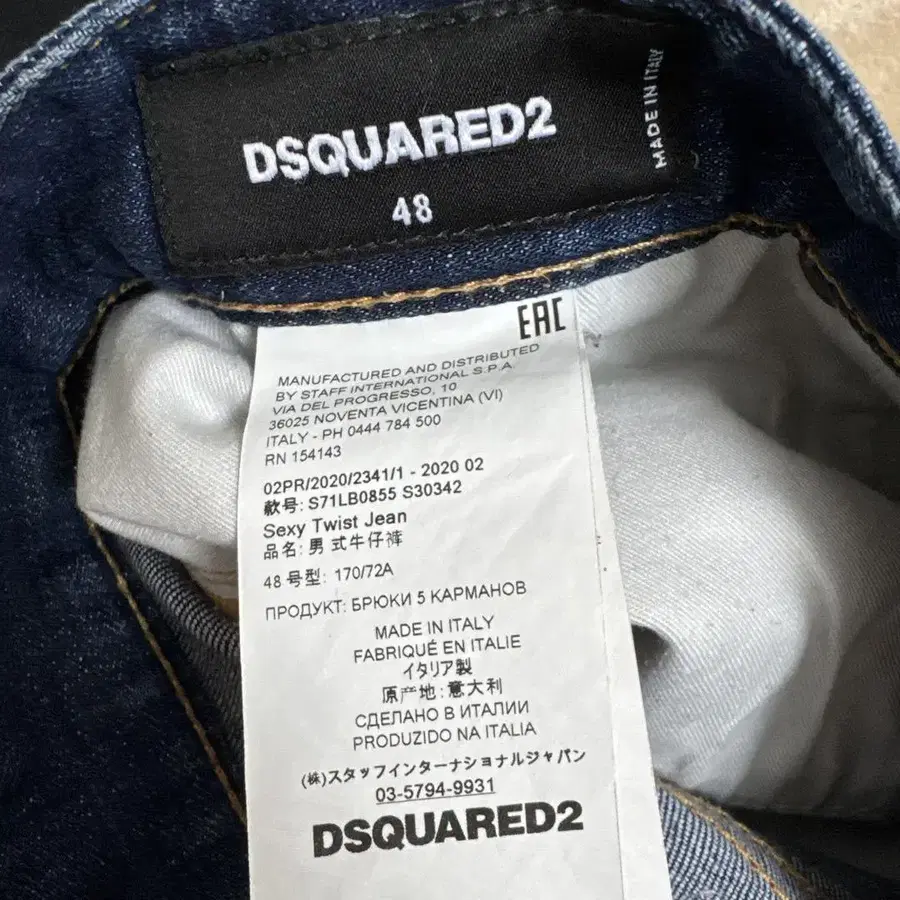 DSQUARED2
48
MADE IN ITALY
EAC
MANUFACTURED AND DISTRIBUTED
BY STAFF INTERNATIONAL S.P.A.
VIA DEL PROGRESSO, 10
36025 NOVENTA VICENTINA (VI)
ITALY - PH 0444 784 500
RN 154143
02PR/2020/2341/1 - 2020 02
款号: S71LB0855 S30342
Sexy Twist Jean
品名: 男 式牛仔裤
48 号型: 170/72A
ПРОДУКТ: БРЮКИ 5 КАРМАНОВ
MADE IN ITALY
FABRIQUÉ EN ITALIE
イタリア製
原产地: 意大利
СДЕЛАНО В ИТАЛИИ
PRODUZIDO NA ITALIA
(株)スタッフインターナショナルジャパン
03-5794-9931
DSQUARED2